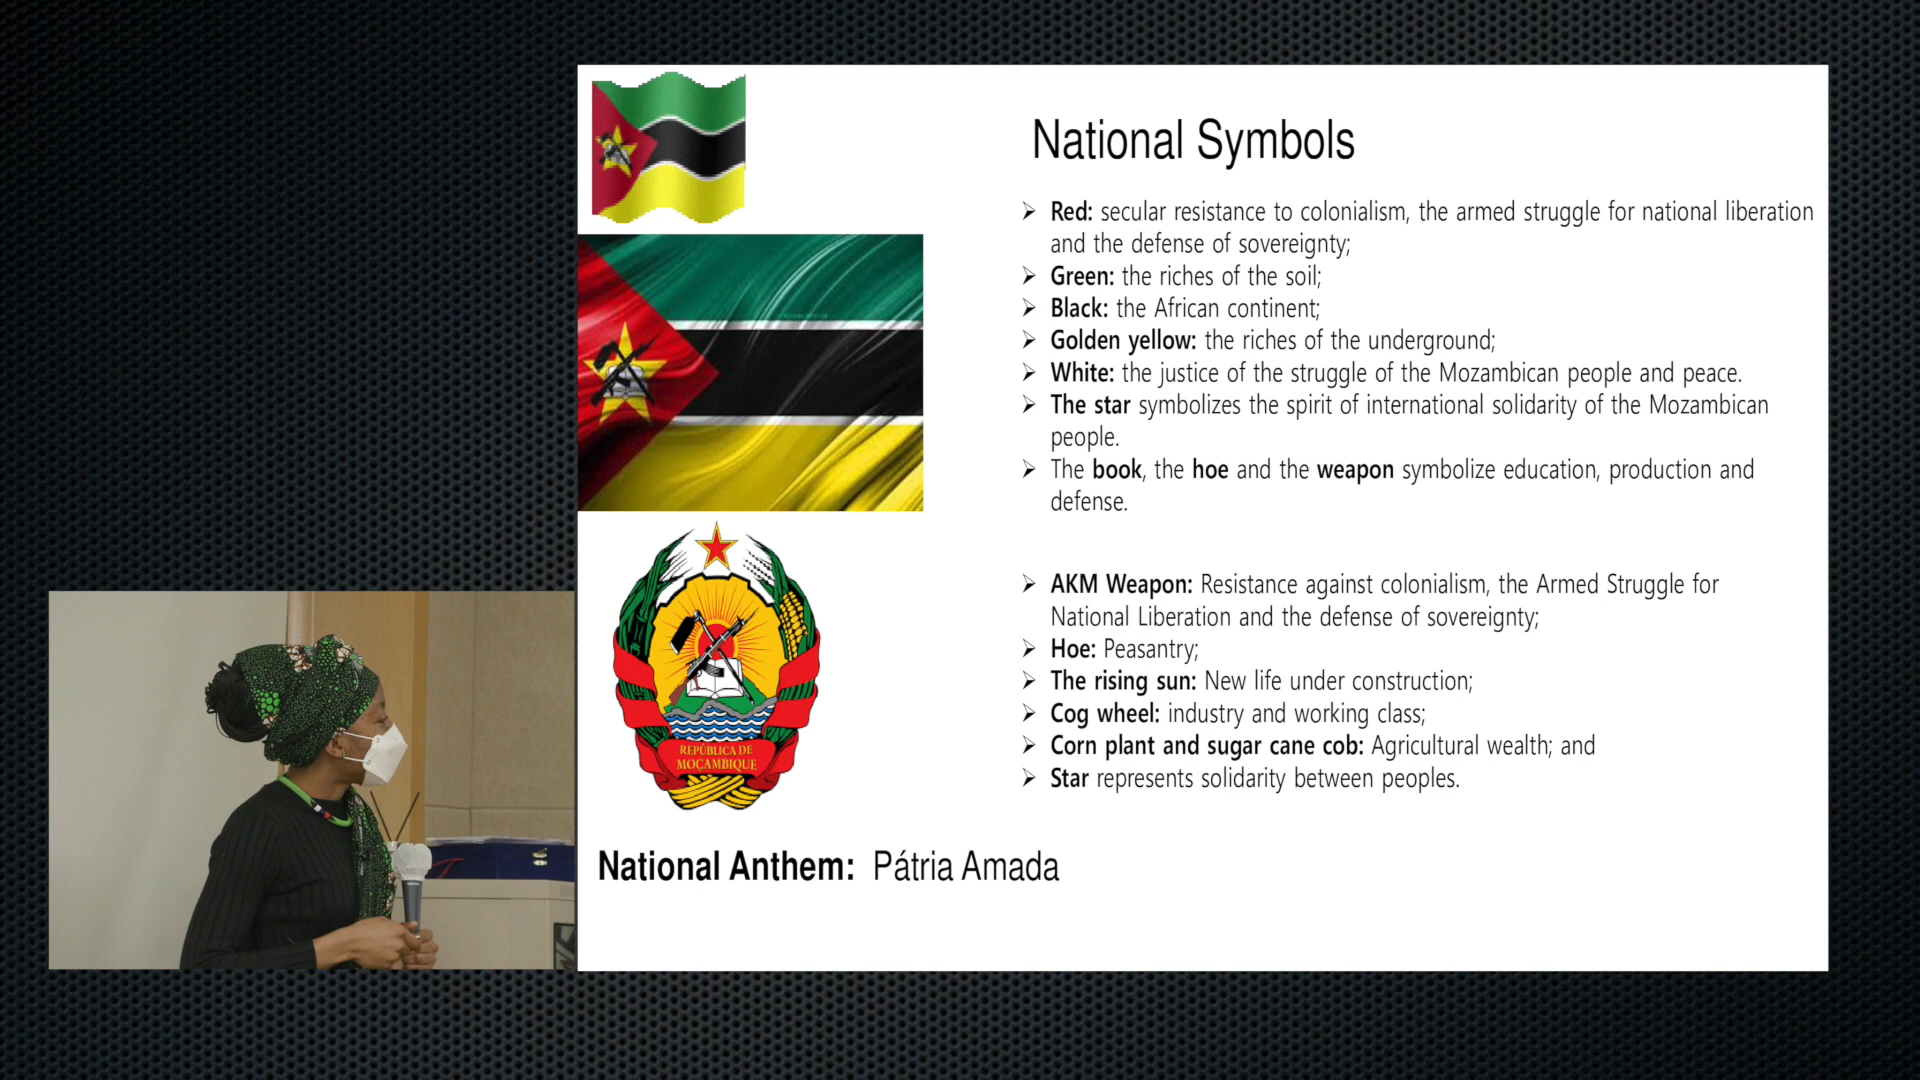 National Symbols
➢ Red: secular resistance to colonialism, the armed struggle for national liberation
and the defense of sovereignty;
➢ Green: the riches of the soil;
➢ Black: the African continent;
➢ Golden yellow: the riches of the underground;
➢ White: the justice of the struggle of the Mozambican people and peace.
➢ The star symbolizes the spirit of international solidarity of the Mozambican
people.
➢ The book, the hoe and the weapon symbolize education, production and
defense.
➢ AKM Weapon: Resistance against colonialism, the Armed Struggle for
National Liberation and the defense of sovereignty;
➢ Hoe: Peasantry;
➢ The rising sun: New life under construction;
➢ Cog wheel: industry and working class;
➢ Corn plant and sugar cane cob: Agricultural wealth; and
➢ Star represents solidarity between peoples.
REPÚBLICA DE
MOÇAMBIQUE
National Anthem: Pátria Amada